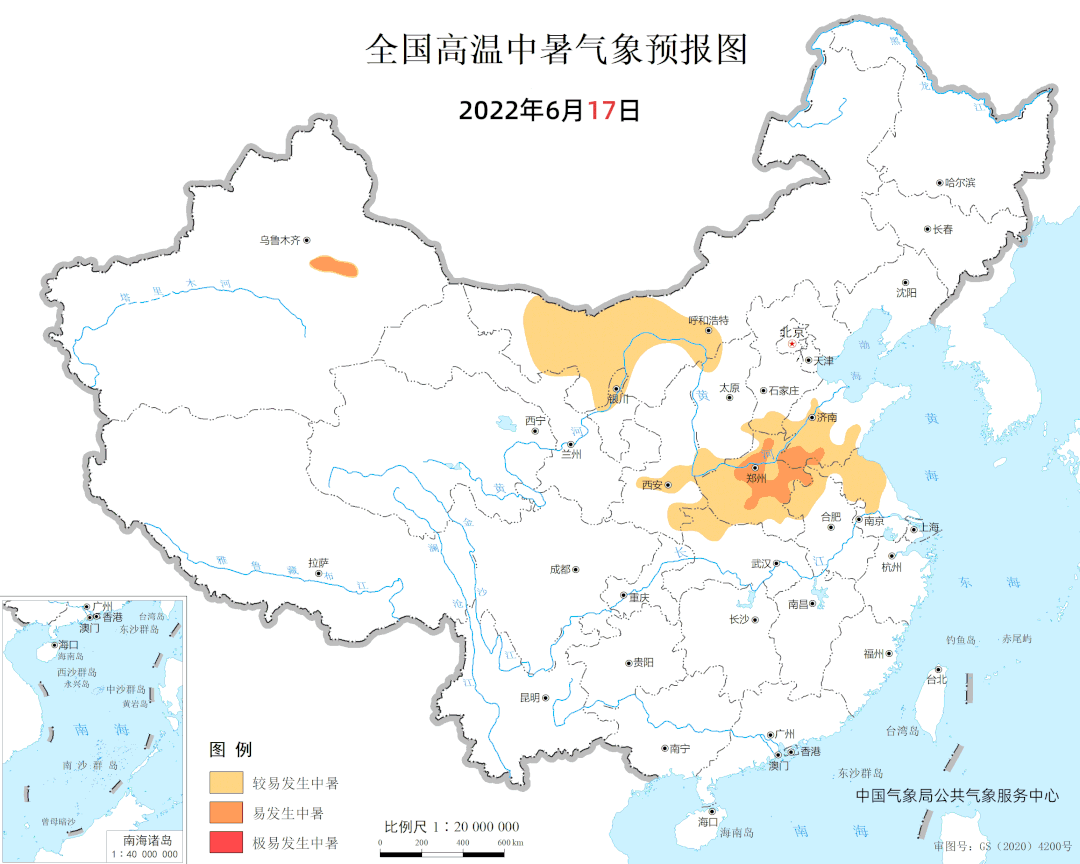 全国高温中暑气象预报图
2022年6月17日
黑
龙
江
哈尔滨
长春
沈阳
乌鲁木齐
塔里木河
呼和浩特
北京
天津
渤
海
银川
黄
太原
石家庄
济南
西宁
兰州
河
黄
海
黄
河
郑州
西安
合肥
南京
上海
金
沙
江
澜
沧
江
雅鲁藏布江
拉萨
成都
重庆
长
江
武汉
杭州
南昌
长沙
东海
贵阳
福州
钓鱼岛
赤尾屿
昆明
台北
台湾岛
南宁
广州
香港
澳门
东沙群岛
海口
海南岛
南海
广州
香港
澳门
台湾岛
东沙群岛
海口
海南岛
西沙群岛
永兴岛
中沙群岛
黄岩岛
南海
南沙群岛
曾母暗沙
南海诸岛
1:40 000 000
图 例
较易发生中暑
易发生中暑
极易发生中暑
比例尺 1:20 000 000
0 200 400 600 km
中国气象局公共气象服务中心
审图号：GS（2020）4200号